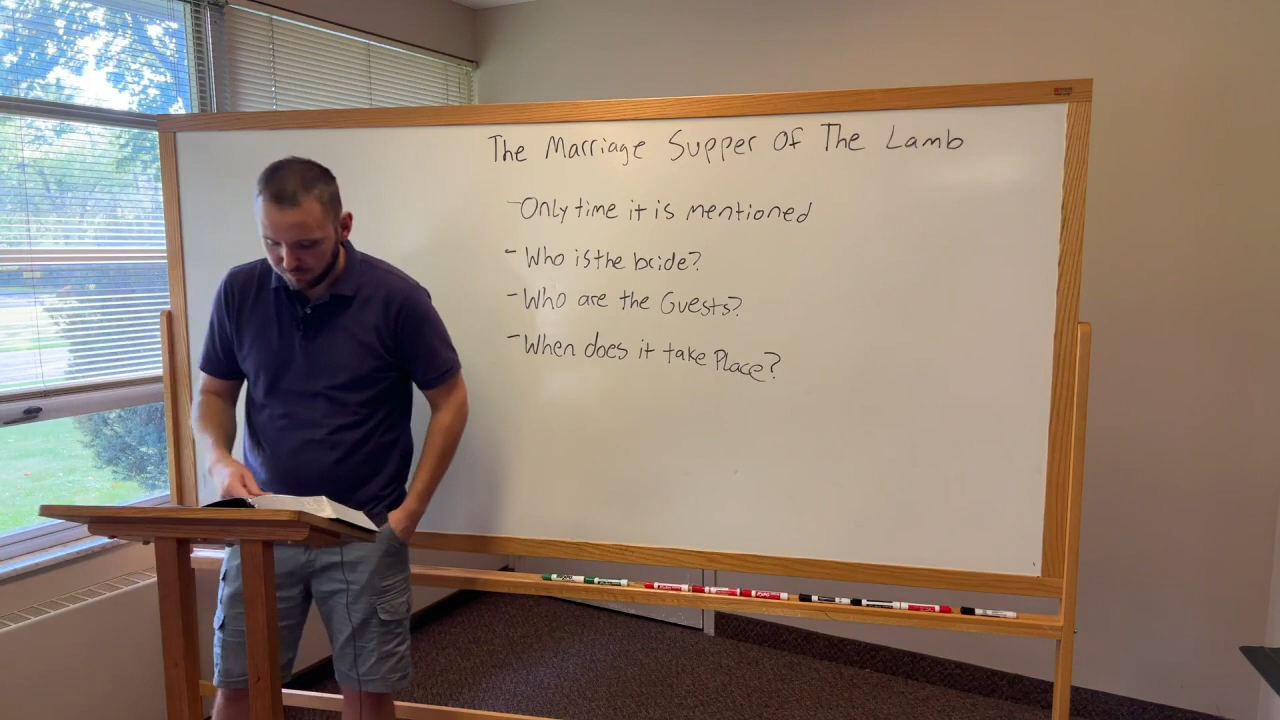 The Marriage Supper Of The Lamb
- Only time it is mentioned
- Who is the bride?
- Who are the Guests?
- When does it take Place?